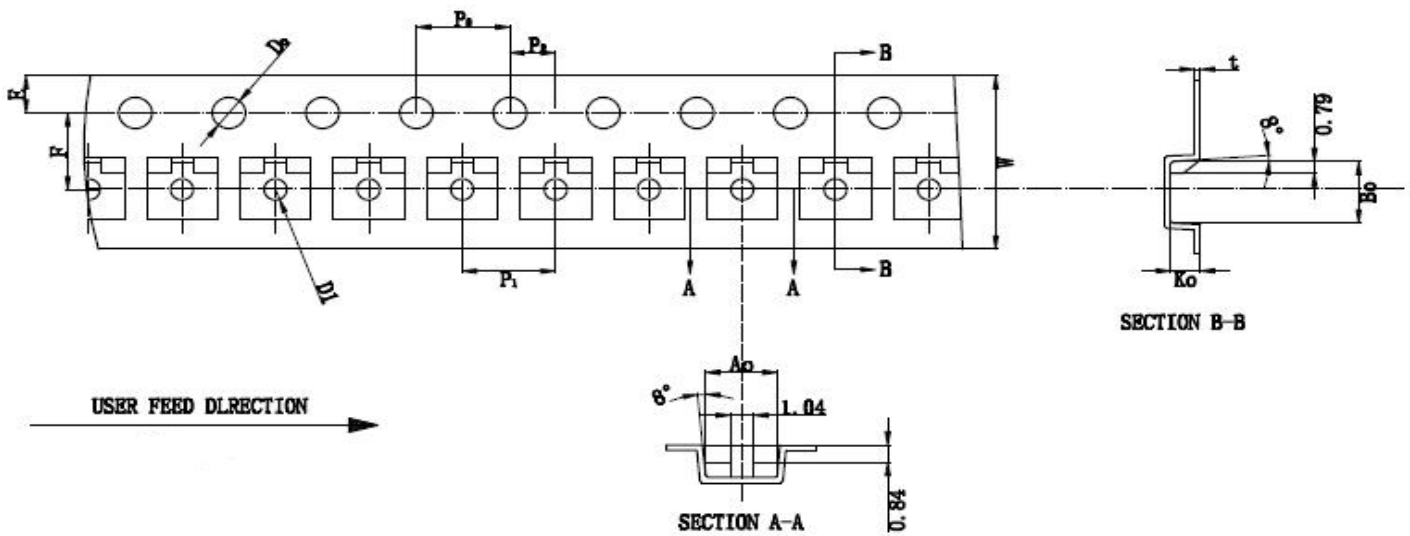 P₀
P₂
D₀
B
t
E
0.79
8°
F
W
Bo
B
P₁
D1
A
A
Ko
SECTION B-B
Ao
8°
1.04
USER FEED DLRECTION
0.84
SECTION A-A